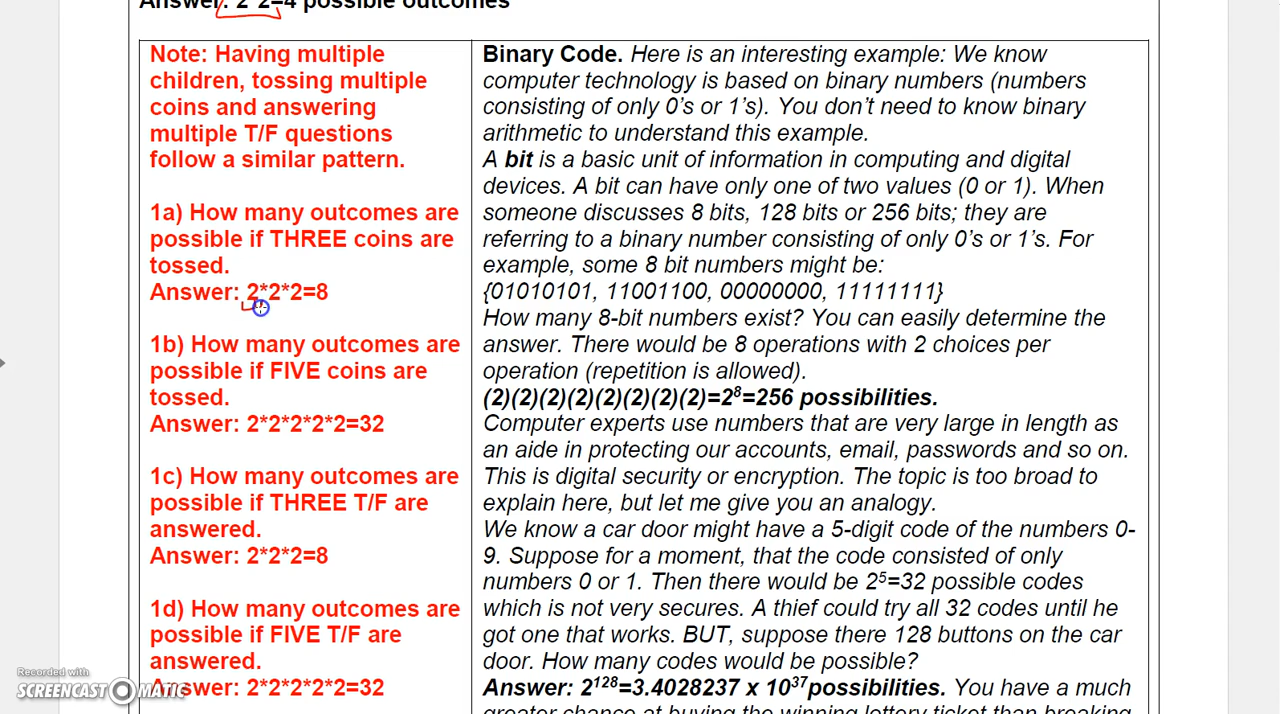 Answer: 2*2=4 possible outcomes
Note: Having multiple
children, tossing multiple
coins and answering
multiple T/F questions
follow a similar pattern.
1a) How many outcomes are
possible if THREE coins are
tossed.
Answer: 2*2*2=8
1b) How many outcomes are
possible if FIVE coins are
tossed.
Answer: 2*2*2*2*2=32
1c) How many outcomes are
possible if THREE T/F are
answered.
Answer: 2*2*2=8
1d) How many outcomes are
possible if FIVE T/F are
answered.
Answer: 2*2*2*2*2=32
Binary Code. Here is an interesting example: We know
computer technology is based on binary numbers (numbers
consisting of only 0’s or 1’s). You don’t need to know binary
arithmetic to understand this example.
A bit is a basic unit of information in computing and digital
devices. A bit can have only one of two values (0 or 1). When
someone discusses 8 bits, 128 bits or 256 bits; they are
referring to a binary number consisting of only 0’s or 1’s. For
example, some 8 bit numbers might be:
{01010101, 11001100, 00000000, 11111111}
How many 8-bit numbers exist? You can easily determine the
answer. There would be 8 operations with 2 choices per
operation (repetition is allowed).
(2)(2)(2)(2)(2)(2)(2)(2)=2⁸=256 possibilities.
Computer experts use numbers that are very large in length as
an aide in protecting our accounts, email, passwords and so on.
This is digital security or encryption. The topic is too broad to
explain here, but let me give you an analogy.
We know a car door might have a 5-digit code of the numbers 0-
9. Suppose for a moment, that the code consisted of only
numbers 0 or 1. Then there would be 2⁵=32 possible codes
which is not very secures. A thief could try all 32 codes until he
got one that works. BUT, suppose there 128 buttons on the car
door. How many codes would be possible?
Answer: 2¹²⁸=3.4028237 x 10³⁷possibilities. You have a much
greater chance at buying the winning lottery ticket than breaking
Recorded with
SCREENCAST MATIC